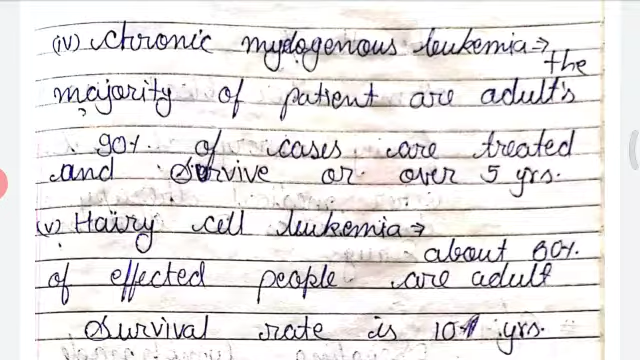 (iv) Chronic myelogenous leukemia ⇒ the
majority of patient are adult's
90% of cases are treated
and survive or over 5 yrs.
(v) Hairy cell leukemia ⇒
about 80%
of effected people are adult
Survival rate is 10 yrs.